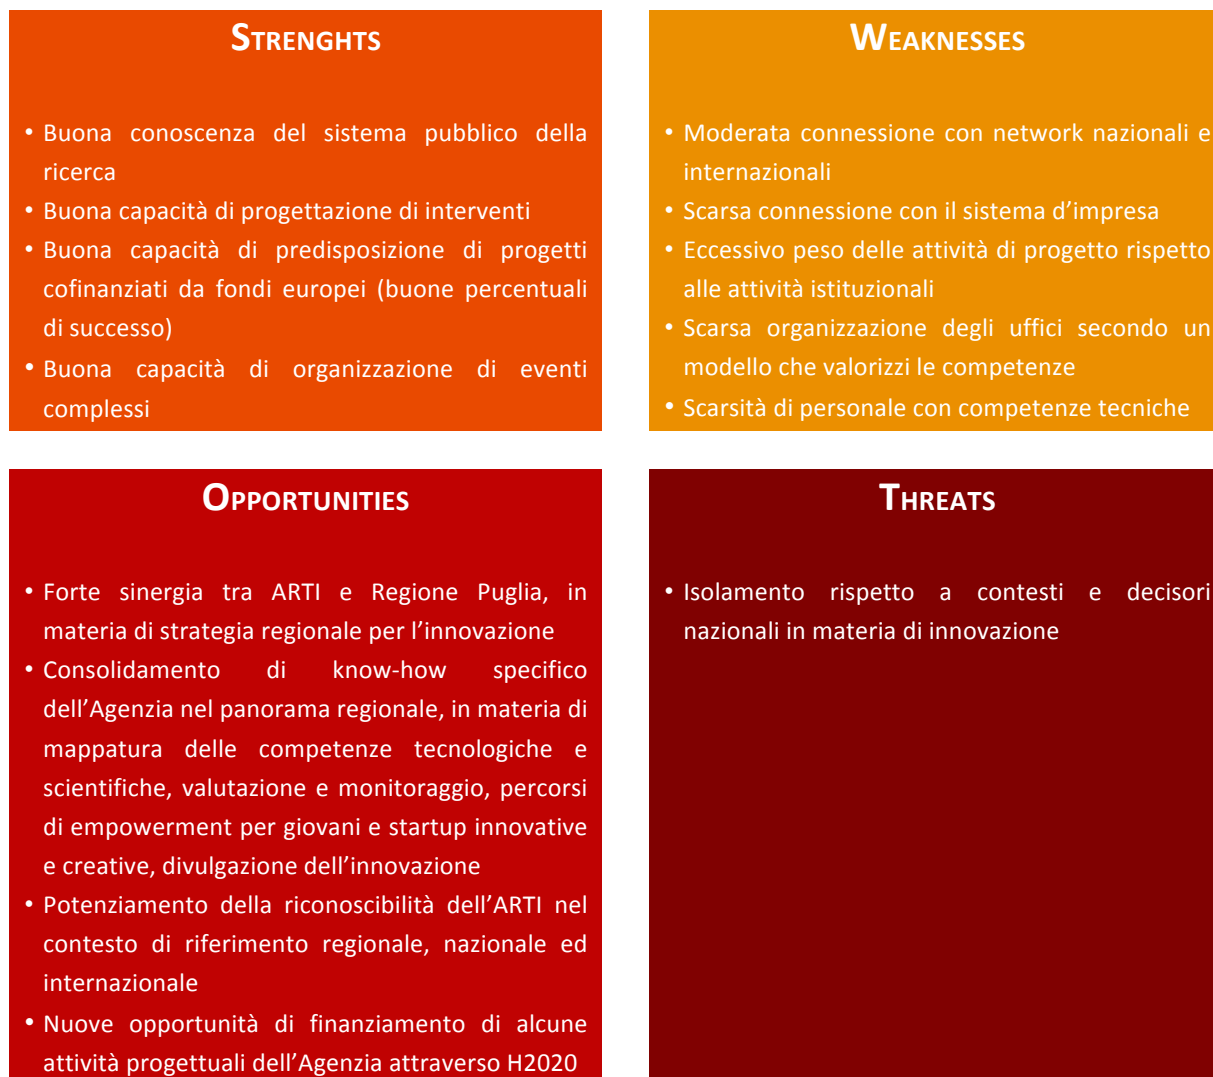 STRENGHTS
• Buona conoscenza del sistema pubblico della
ricerca
• Buona capacità di progettazione di interventi
• Buona capacità di predisposizione di progetti
cofinanziati da fondi europei (buone percentuali
di successo)
• Buona capacità di organizzazione di eventi
complessi
WEAKNESSES
• Moderata connessione con network nazionali e
internazionali
• Scarsa connessione con il sistema d’impresa
• Eccessivo peso delle attività di progetto rispetto
alle attività istituzionali
• Scarsa organizzazione degli uffici secondo un
modello che valorizzi le competenze
• Scarsità di personale con competenze tecniche
OPPORTUNITIES
• Forte sinergia tra ARTI e Regione Puglia, in
materia di strategia regionale per l’innovazione
• Consolidamento di know-how specifico
dell’Agenzia nel panorama regionale, in materia di
mappatura delle competenze tecnologiche e
scientifiche, valutazione e monitoraggio, percorsi
di empowerment per giovani e startup innovative
e creative, divulgazione dell’innovazione
• Potenziamento della riconoscibilità dell’ARTI nel
contesto di riferimento regionale, nazionale ed
internazionale
• Nuove opportunità di finanziamento di alcune
attività progettuali dell’Agenzia attraverso H2020
THREATS
• Isolamento rispetto a contesti e decisori
nazionali in materia di innovazione